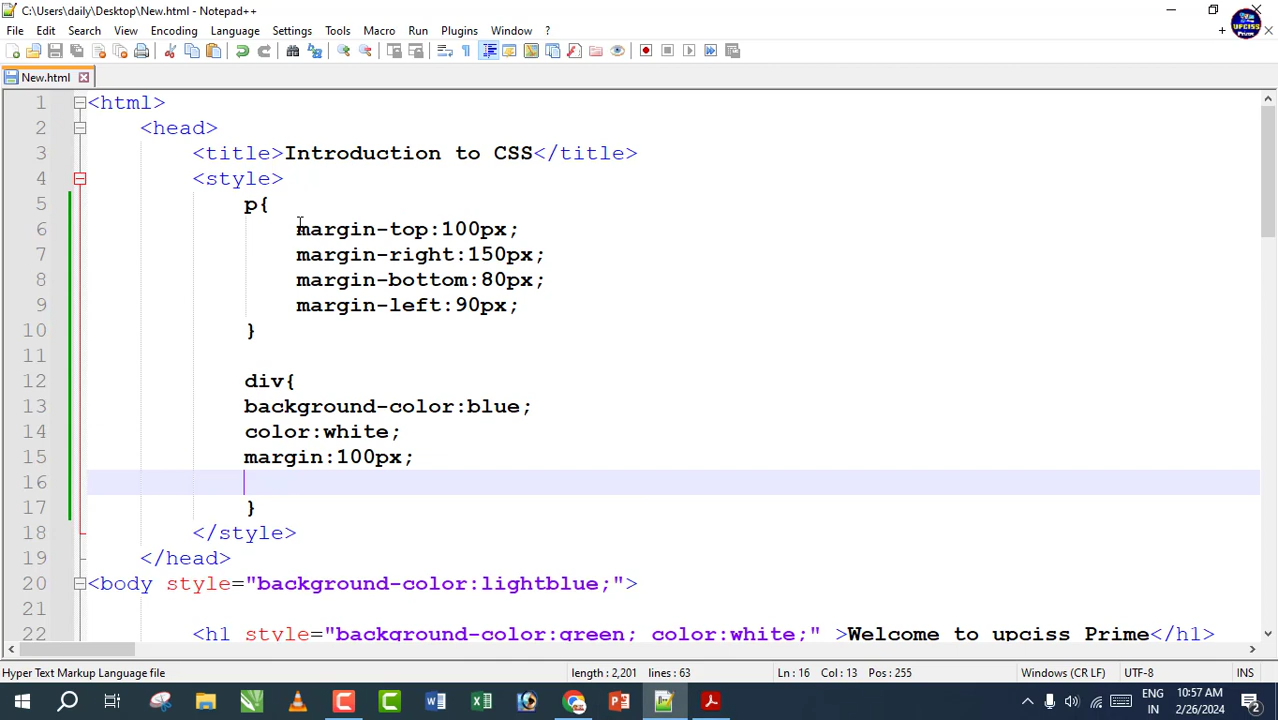 C:\Users\daily\Desktop\New.html - Notepad++
File Edit Search View Encoding Language Settings Tools Macro Run Plugins Window ?
UPCISS
New.html
1 <html>
2 <head>
3 <title>Introduction to CSS</title>
4 <style>
5 p{
6 margin-top:100px;
7 margin-right:150px;
8 margin-bottom:80px;
9 margin-left:90px;
10 }
11
12 div{
13 background-color:blue;
14 color:white;
15 margin:100px;
16
17 }
18 </style>
19 </head>
20 <body style="background-color:lightblue;">
21
22 <h1 style="background-color:green; color:white;" >Welcome to upciss Prime</h1>
Hyper Text Markup Language file length : 2,201 lines : 63 Ln : 16 Col : 13 Pos : 255 Windows (CR LF) UTF-8 INS
ENG 10:57 AM
IN 2/26/2024 2